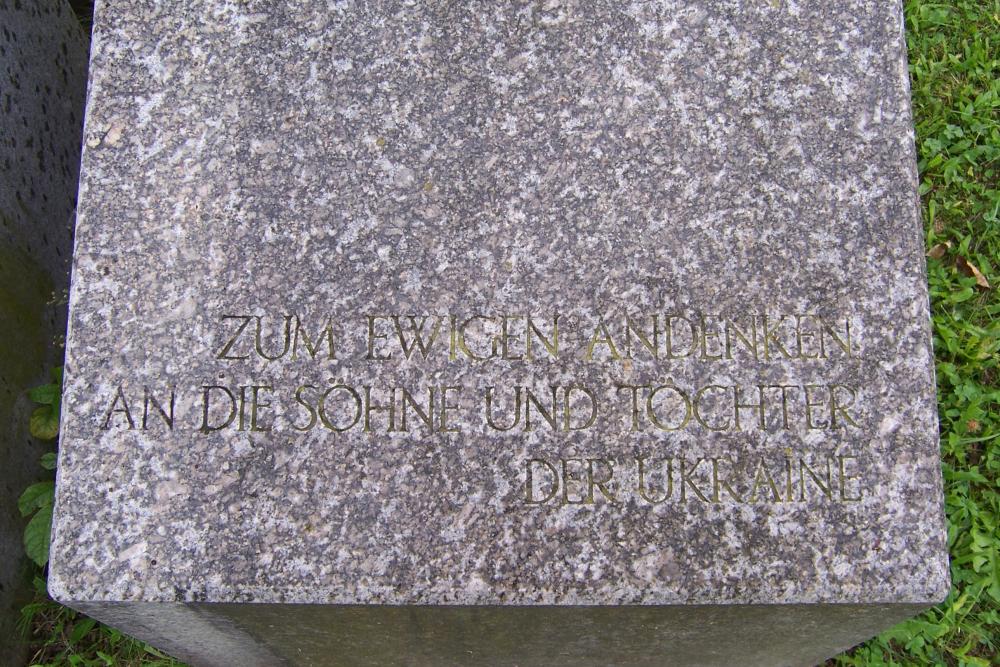 ZUM EWIGEN ANDENKEN
AN DIE SÖHNE UND TÖCHTER
DER UKRAINE